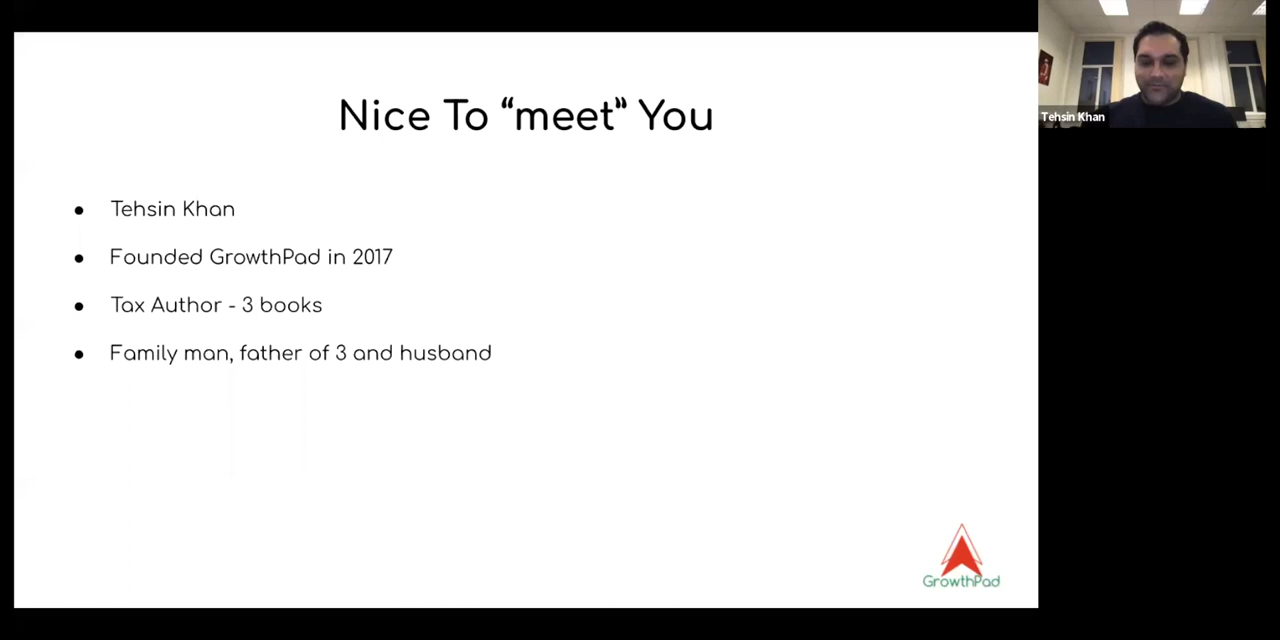 Nice To “meet” You
● Tehsin Khan
● Founded GrowthPad in 2017
● Tax Author - 3 books
● Family man, father of 3 and husband
GrowthPad
Tehsin Khan